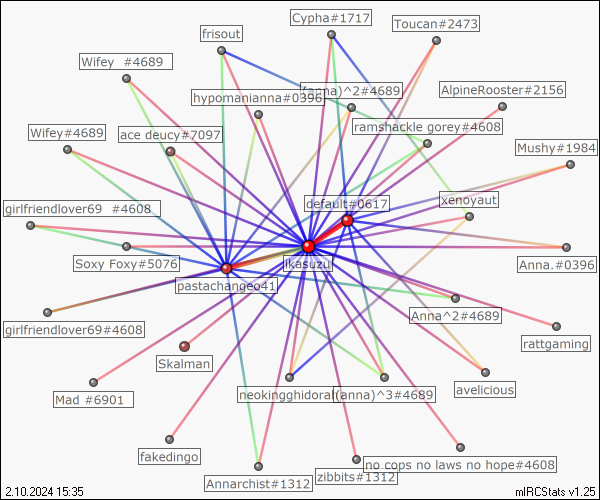 Cypha#1717
Toucan#2473
frisout
Wifey  #4689
(anna)^2#4689
AlpineRooster#2156
hypomanianna#0396
ramshackle gorey#4608
Wifey#4689
ace deucy#7097
Mushy#1984
default#0617
xenoyaut
girlfriendlover69  #4608
Soxy Foxy#5076
jkasuzuj
Anna.#0396
pastachangeo41
Anna^2#4689
girlfriendlover69#4608
rattgaming
Skalman
Mad #6901
neokingghidora
(anna)^3#4689
avelicious
fakedingo
no cops no laws no hope#4608
zibbits#1312
Annarchist#1312
2.10.2024 15:35
mIRCStats v1.25